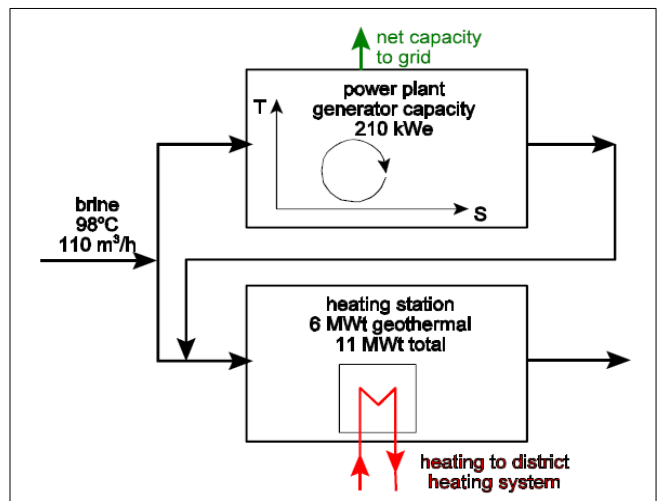 net capacity
to grid
power plant
generator capacity
210 kWe
T
S
brine
98ºC
110 m³/h
heating station
6 MWt geothermal
11 MWt total
heating to district
heating system